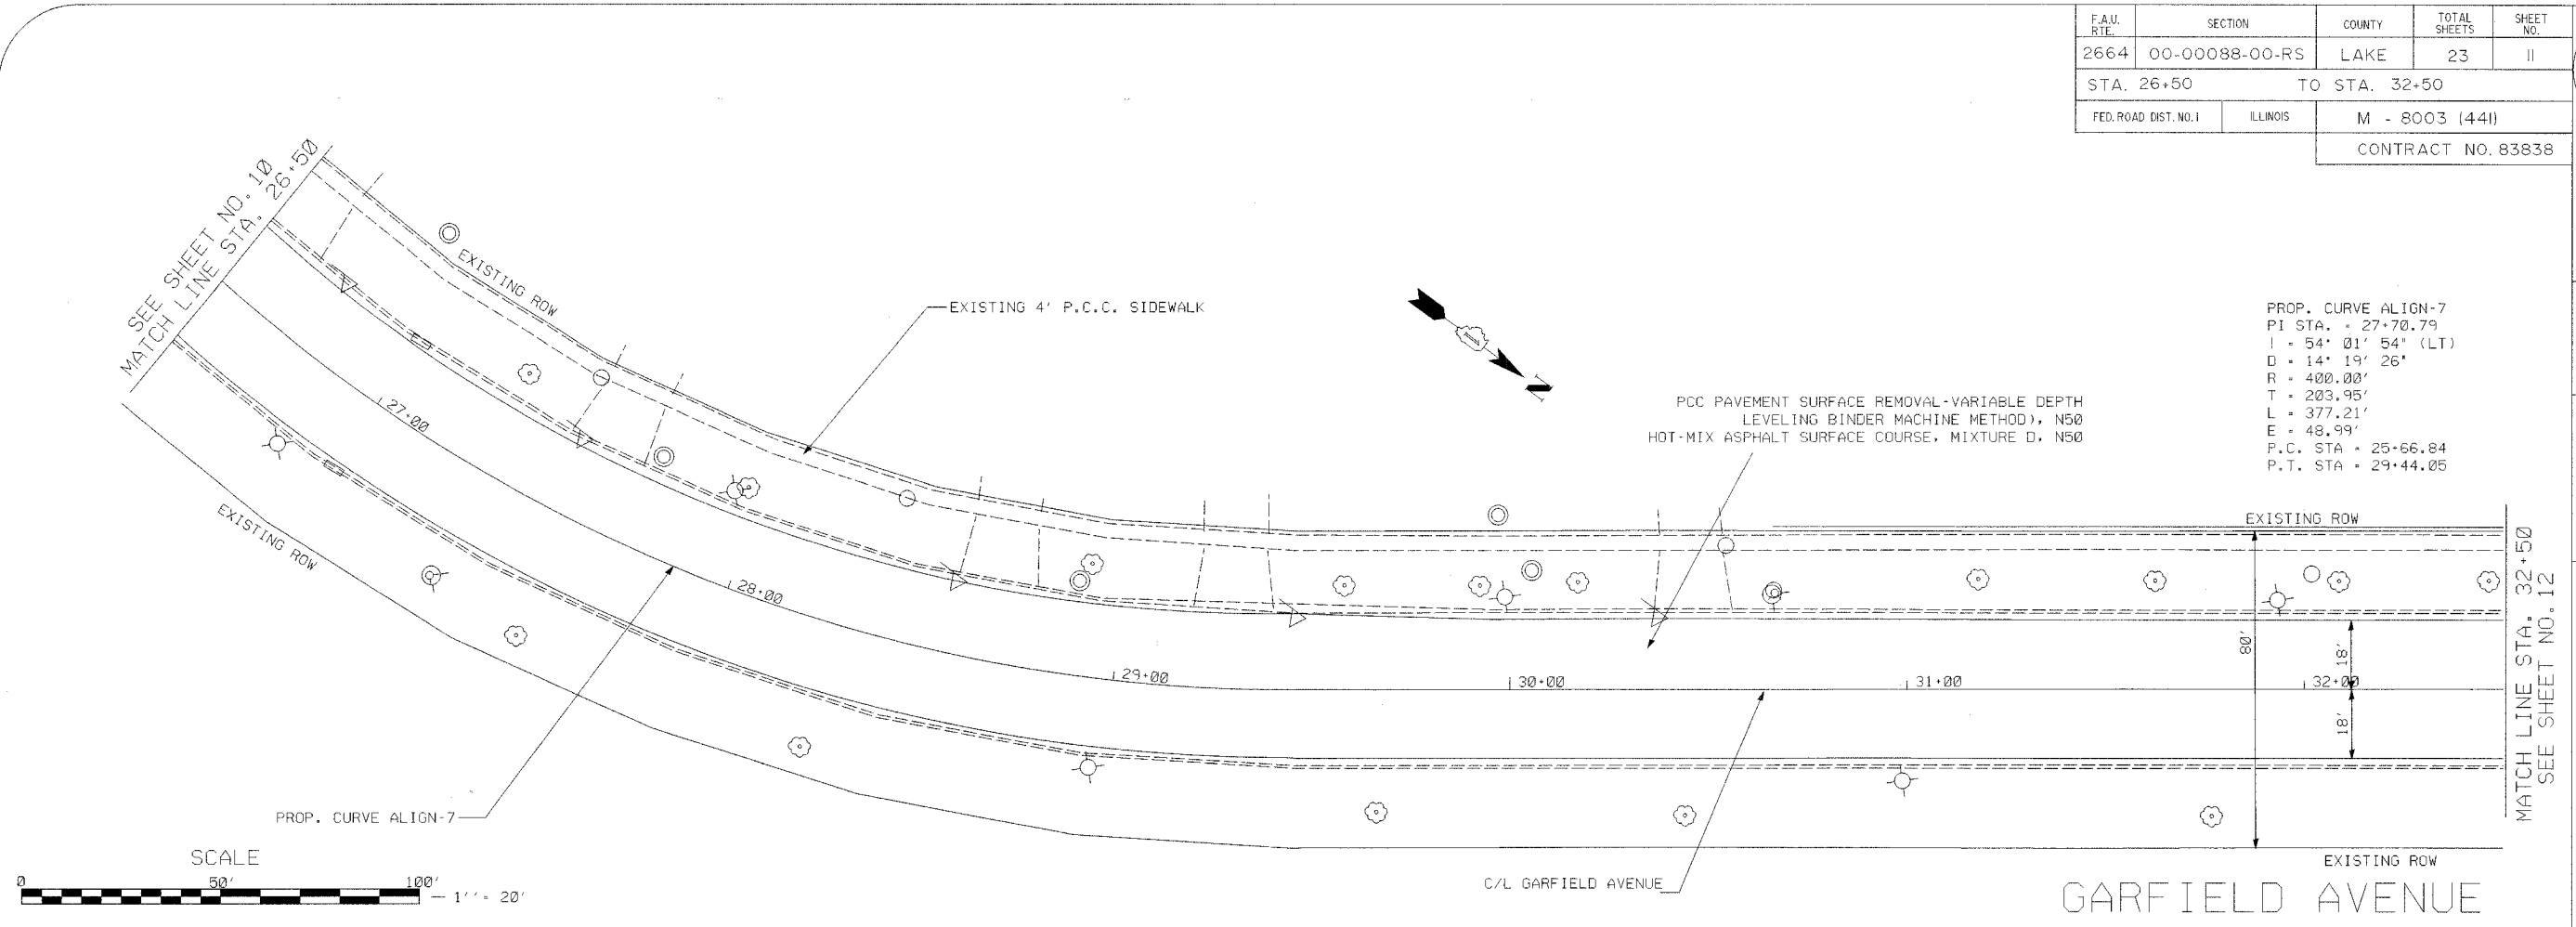 F.A.U. RTE. SECTION COUNTY TOTAL SHEETS SHEET NO.
2664 00-00088-00-RS LAKE 23 11
STA. 26+50 TO STA. 32+50
FED. ROAD DIST. NO. 1 ILLINOIS M - 8003 (441)
CONTRACT NO. 83838
SEE SHEET NO. 10
MATCH LINE STA. 26+50
EXISTING ROW
EXISTING 4' P.C.C. SIDEWALK
N
PROP. CURVE ALIGN-7
PI STA. = 27+70.79
I = 54° 01' 54" (LT)
D = 14° 19' 26"
R = 400.00'
T = 203.95'
L = 377.21'
E = 48.99'
P.C. STA = 25+66.84
P.T. STA = 29+44.05
PCC PAVEMENT SURFACE REMOVAL-VARIABLE DEPTH
LEVELING BINDER MACHINE METHOD), N50
HOT-MIX ASPHALT SURFACE COURSE, MIXTURE D, N50
27+00
EXISTING ROW
EXISTING ROW
28+00
29+00
30+00
31+00
32+00
80'
18'
18'
MATCH LINE STA. 32+50
SEE SHEET NO. 12
PROP. CURVE ALIGN-7
C/L GARFIELD AVENUE
EXISTING ROW
SCALE
0 50' 100'
1'' = 20'
GARFIELD AVENUE